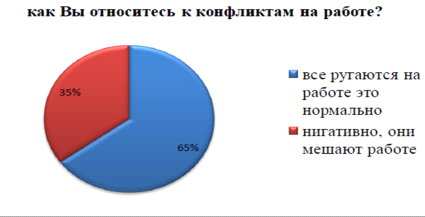 как Вы относитесь к конфликтам на работе?
35%
65%
все ругаются на
работе это
нормально
нигативно, они
мешают работе